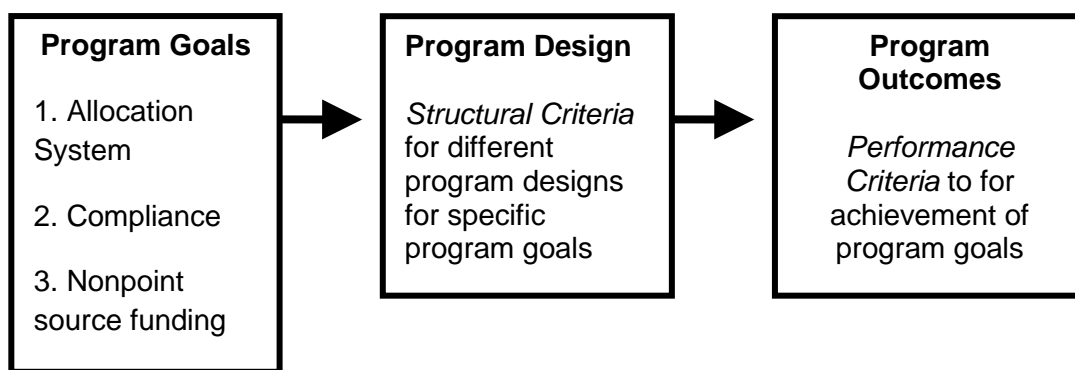 Program Goals
1. Allocation
System
2. Compliance
3. Nonpoint
source funding
Program Design
Structural Criteria
for different
program designs
for specific
program goals
Program
Outcomes
Performance
Criteria to for
achievement of
program goals